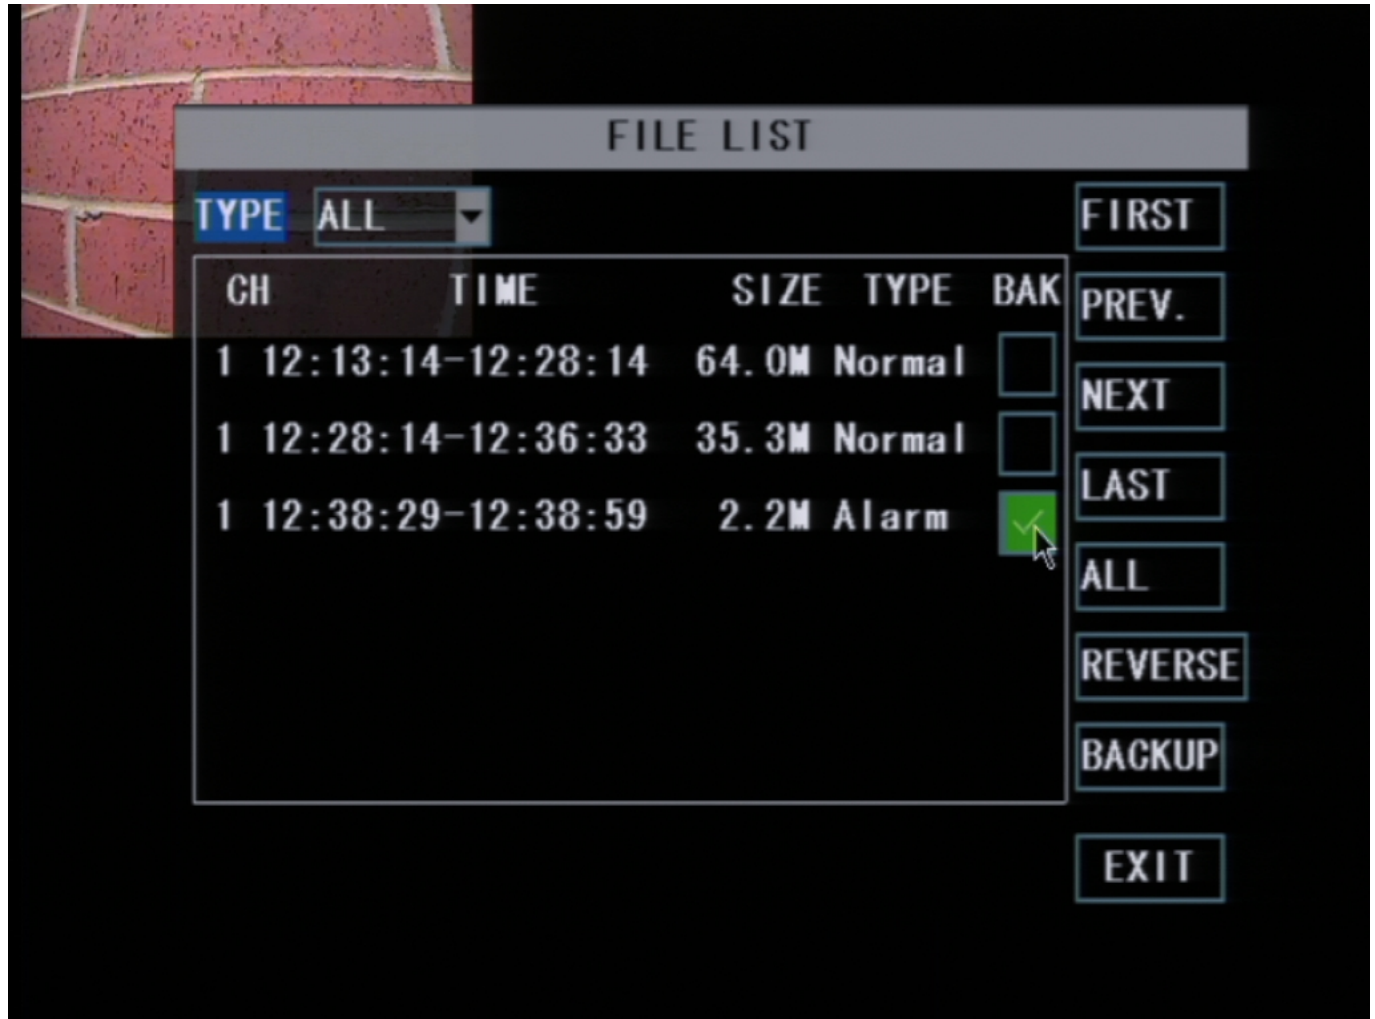 FILE LIST
TYPE ALL
FIRST
CH TIME SIZE TYPE BAK
PREV.
1 12:13:14-12:28:14 64.0M Normal
NEXT
1 12:28:14-12:36:33 35.3M Normal
LAST
1 12:38:29-12:38:59 2.2M Alarm
ALL
REVERSE
BACKUP
EXIT